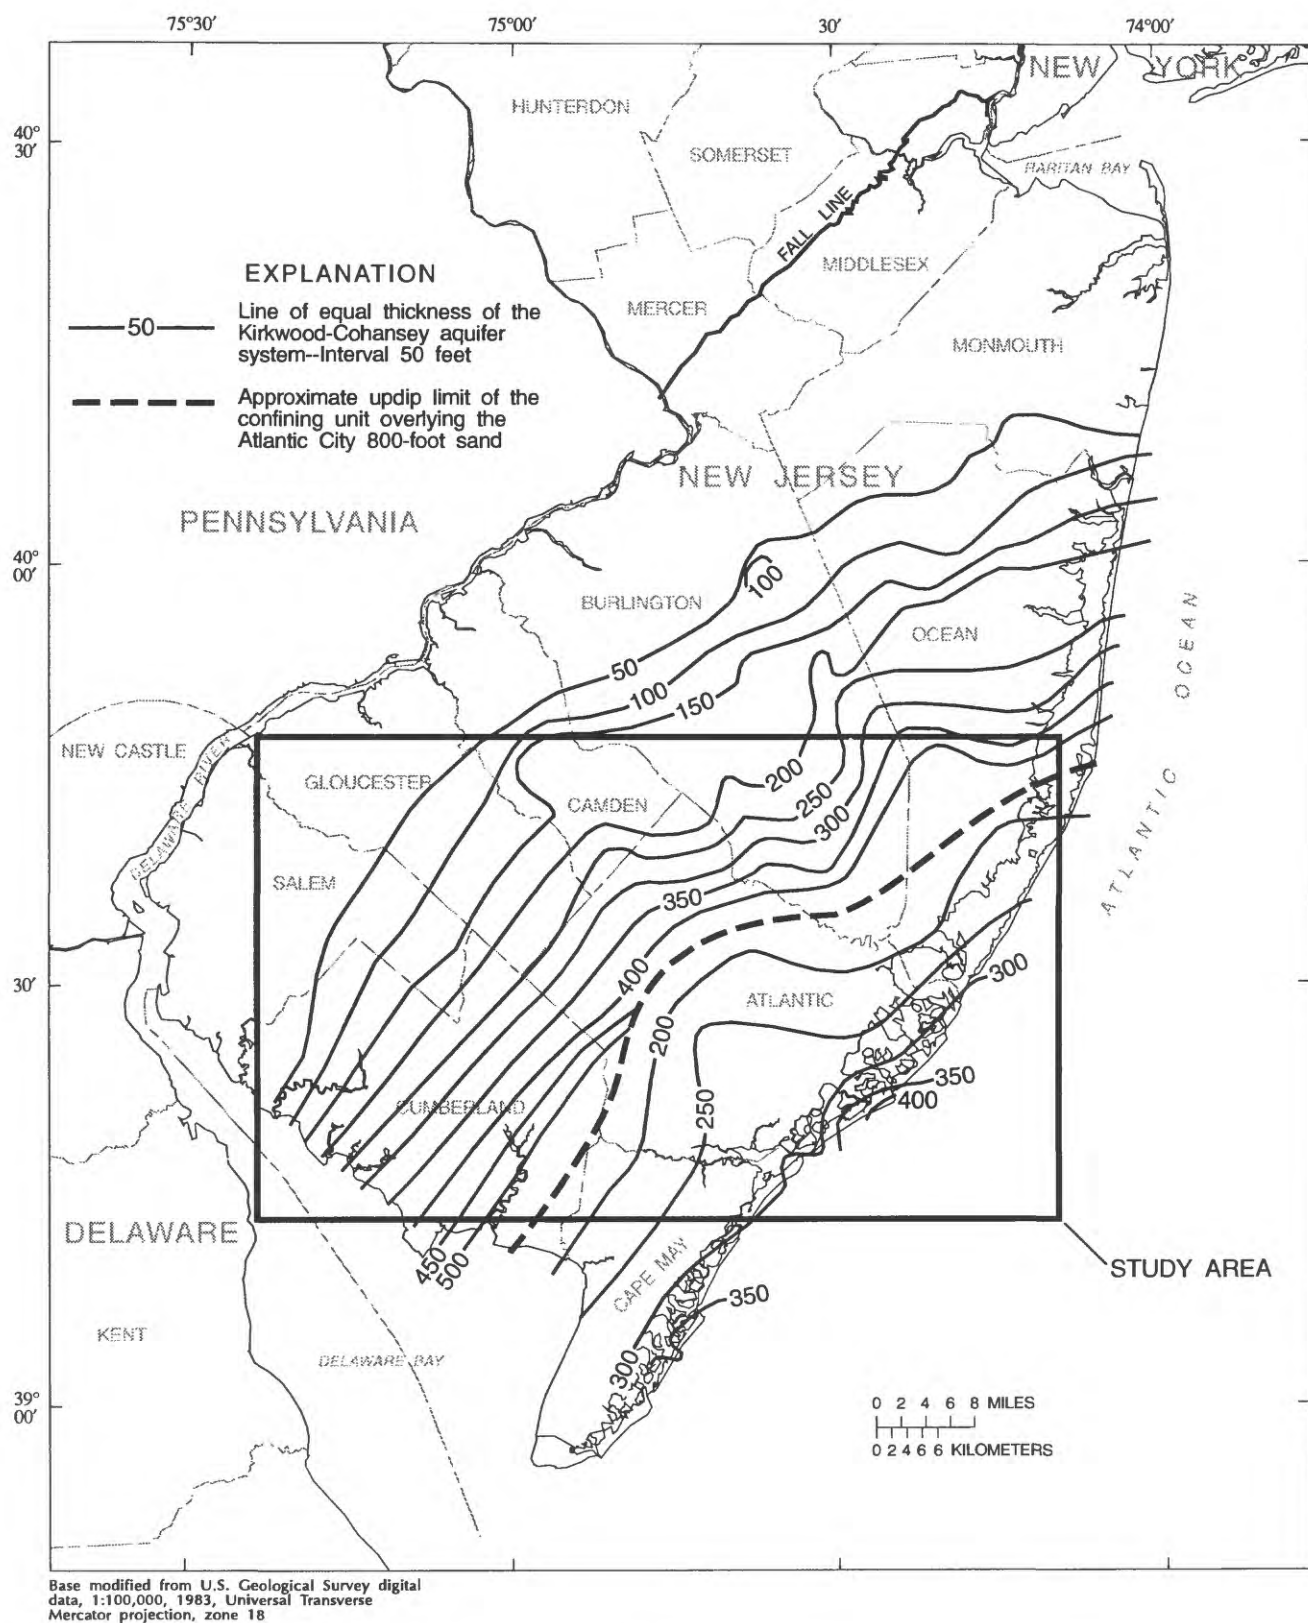 75°30'
75°00'
30'
74°00'
NEW YORK
HUNTERDON
40°
30'
SOMERSET
RARITAN BAY
FALL LINE
MIDDLESEX
EXPLANATION
50
Line of equal thickness of the
Kirkwood-Cohansey aquifer
system--Interval 50 feet
MERCER
MONMOUTH
Approximate updip limit of the
confining unit overlying the
Atlantic City 800-foot sand
NEW JERSEY
PENNSYLVANIA
40°
00'
100
BURLINGTON
OCEAN
50
100
150
ATLANTIC OCEAN
NEW CASTLE
DELAWARE RIVER
GLOUCESTER
CAMDEN
200
250
300
SALEM
350
400
30'
300
ATLANTIC
200
250
350
400
CUMBERLAND
DELAWARE
450
500
CAPE MAY
STUDY AREA
350
KENT
DELAWARE BAY
300
39°
00'
0 2 4 6 8 MILES
0 2 4 6 6 KILOMETERS
Base modified from U.S. Geological Survey digital
data, 1:100,000, 1983, Universal Transverse
Mercator projection, zone 18